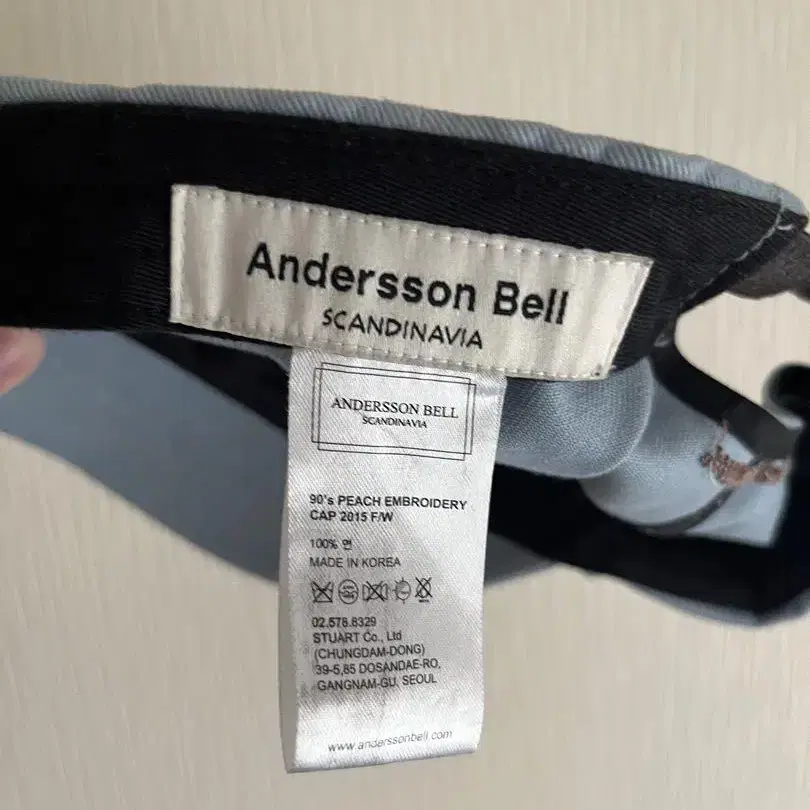 Andersson Bell
SCANDINAVIA
ANDERSSON BELL
SCANDINAVIA
90's PEACH EMBROIDERY
CAP 2015 F/W
100% 면
MADE IN KOREA
02.578.8329
STUART Co., Ltd
(CHUNGDAM-DONG)
39-5,85 DOSANDAE-RO,
GANGNAM-GU, SEOUL
www.anderssonbell.com